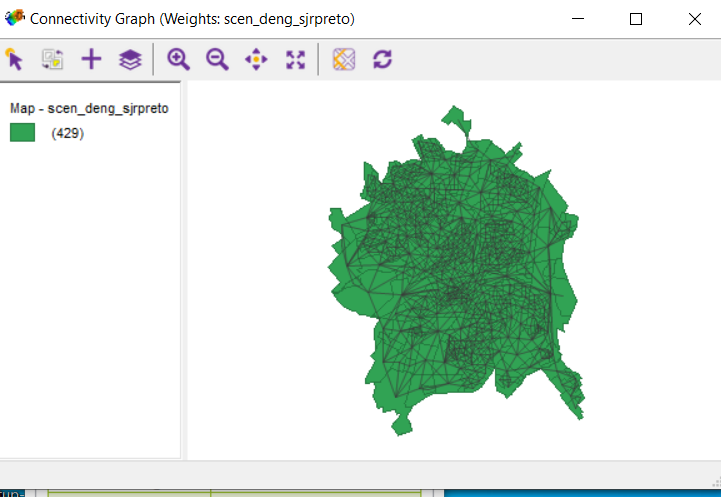 Connectivity Graph (Weights: scen_deng_sjrpreto)
Map - scen_deng_sjrpreto
(429)